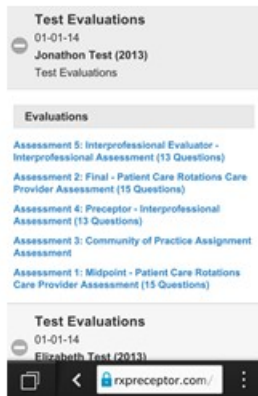 Test Evaluations
01-01-14
Jonathon Test (2013)
Test Evaluations
Evaluations
Assessment 5: Interprofessional Evaluator -
Interprofessional Assessment (13 Questions)
Assessment 2: Final - Patient Care Rotations Care
Provider Assessment (15 Questions)
Assessment 4: Preceptor - Interprofessional
Assessment (13 Questions)
Assessment 3: Community of Practice Assignment
Assessment
Assessment 1: Midpoint - Patient Care Rotations
Care Provider Assessment (15 Questions)
Test Evaluations
01-01-14
Elizabeth Test (2013)
rxpreceptor.com/